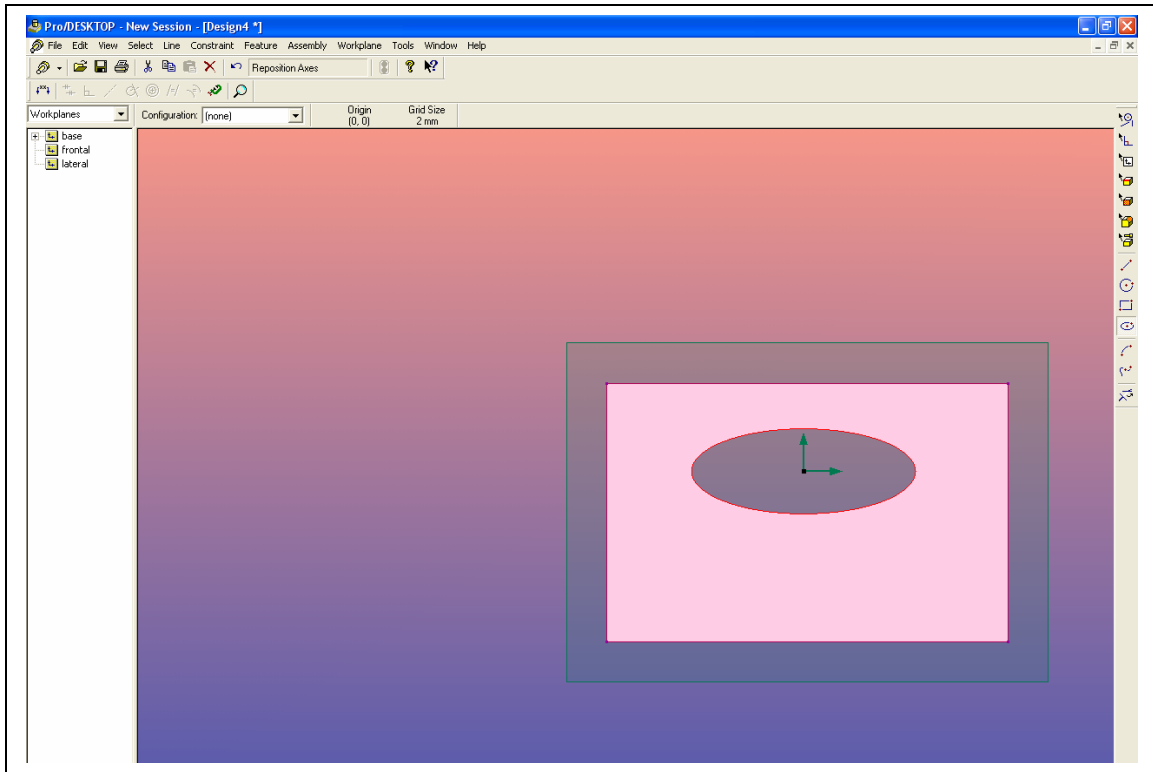 Pro/DESKTOP - New Session - [Design4 *]
File Edit View Select Line Constraint Feature Assembly Workplane Tools Window Help
Reposition Axes
Workplanes
Configuration: (none)
Origin
(0, 0)
Grid Size
2 mm
base
frontal
lateral